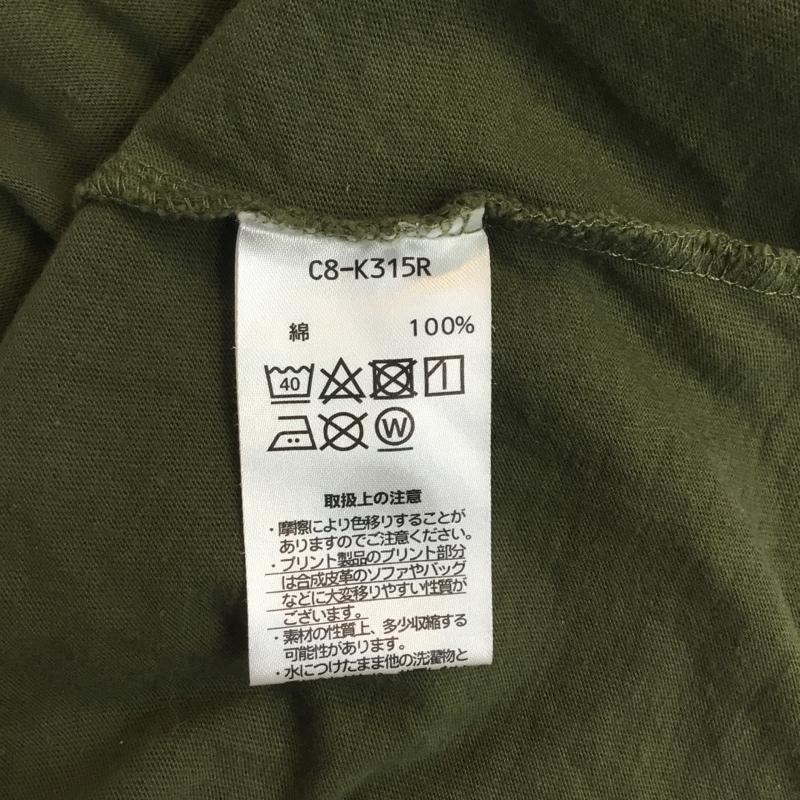 C8-K315R
綿 100%
40
W
取扱上の注意
・摩擦により色移りすることが
ありますのでご注意ください。
・プリント製品のプリント部分
は合成皮革のソファやバッグ
などに大変移りやすい性質が
ございます。
・素材の性質上、多少収縮する
可能性があります。
・水につけたまま他の洗濯物と